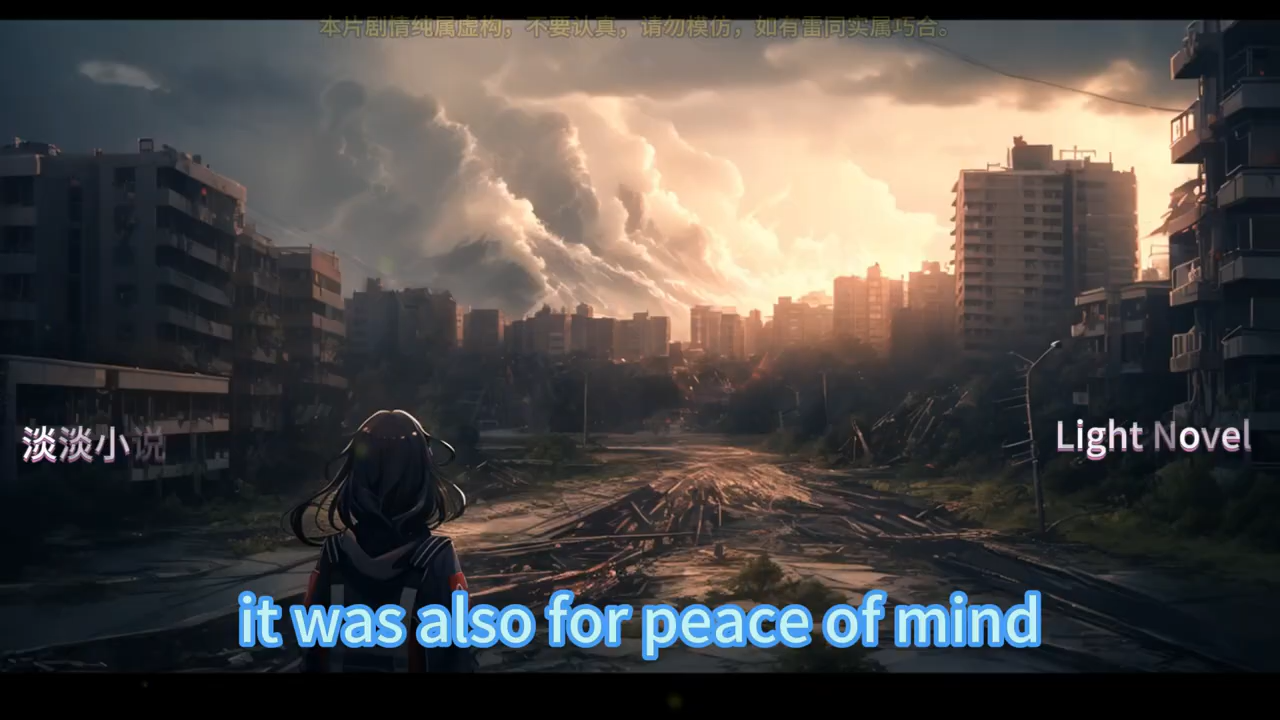 本片剧情纯属虚构，不要认真，请勿模仿，如有雷同实属巧合。
淡淡小说
Light Novel
it was also for peace of mind